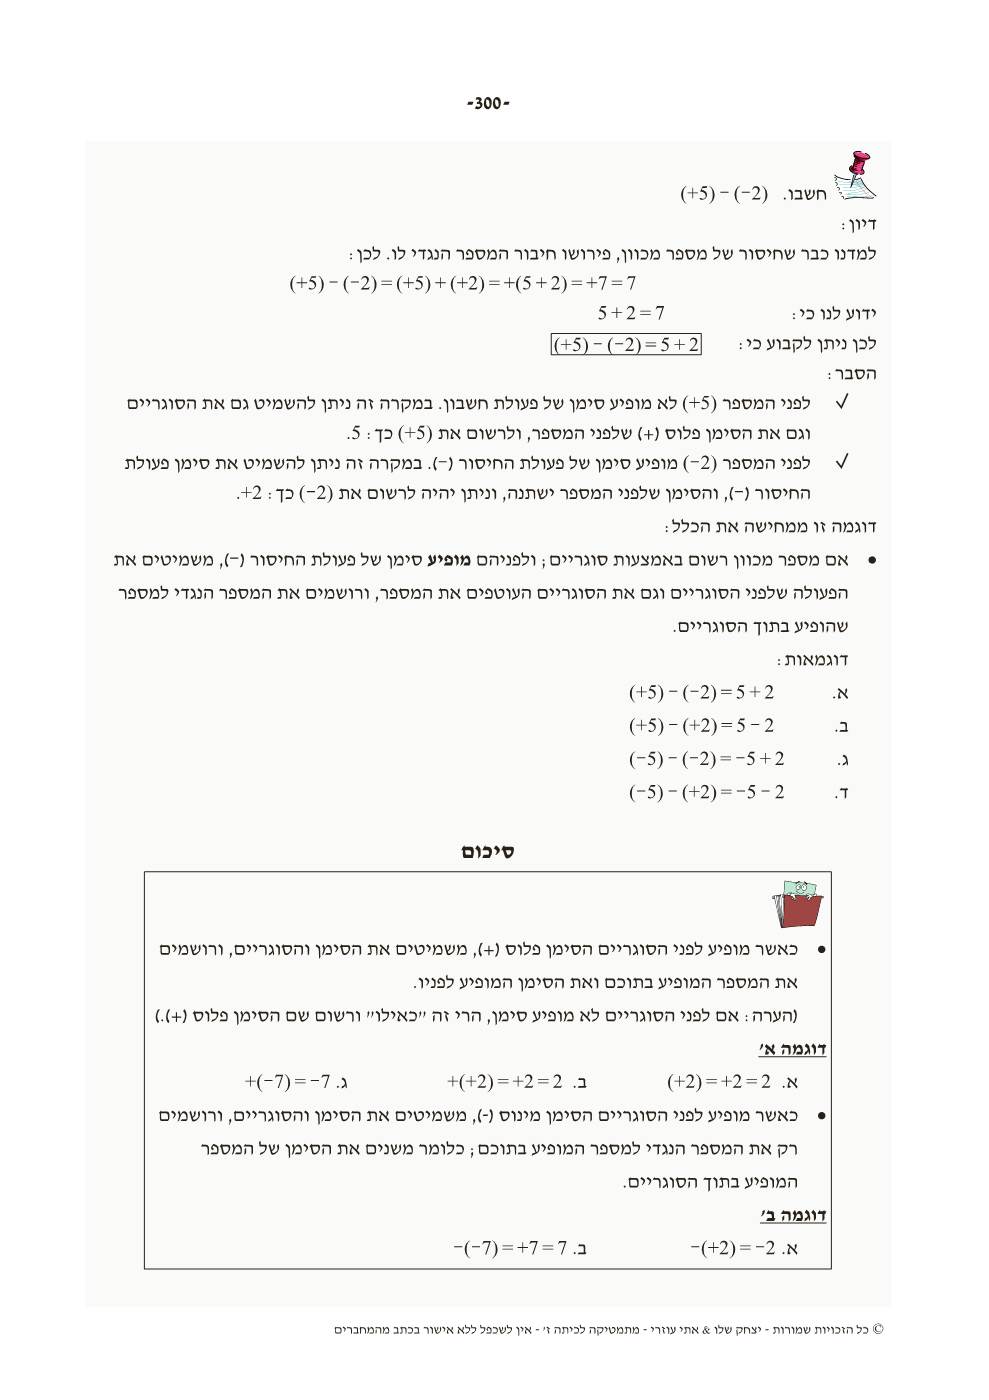 -300-
חשבו. (+5) − (−2)
דיון:
למדנו כבר שחיסור של מספר מכוון, פירושו חיבור המספר הנגדי לו. לכן:
(+5) − (−2) = (+5) + (+2) = +(5 + 2) = +7 = 7
ידוע לנו כי: 5 + 2 = 7
לכן ניתן לקבוע כי: (+5) − (−2) = 5 + 2
הסבר:
✓ לפני המספר (+5) לא מופיע סימן של פעולת חשבון. במקרה זה ניתן להשמיט גם את הסוגריים
וגם את הסימן פלוס (+) שלפני המספר, ולרשום את (+5) כך: 5.
✓ לפני המספר (−2) מופיע סימן של פעולת החיסור (−). במקרה זה ניתן להשמיט את סימן פעולת
החיסור (−), והסימן שלפני המספר ישתנה, וניתן יהיה לרשום את (−2) כך: +2.
דוגמה זו ממחישה את הכלל:
• אם מספר מכוון רשום באמצעות סוגריים; ולפניהם מופיע סימן של פעולת החיסור (−), משמיטים את
הפעולה שלפני הסוגריים וגם את הסוגריים העוטפים את המספר, ורושמים את המספר הנגדי למספר
שהופיע בתוך הסוגריים.
דוגמאות:
א. (+5) − (−2) = 5 + 2
ב. (+5) − (+2) = 5 − 2
ג. (−5) − (−2) = −5 + 2
ד. (−5) − (+2) = −5 − 2
סיכום
• כאשר מופיע לפני הסוגריים הסימן פלוס (+), משמיטים את הסימן והסוגריים, ורושמים
את המספר המופיע בתוכם ואת הסימן המופיע לפניו.
(הערה: אם לפני הסוגריים לא מופיע סימן, הרי זה "כאילו" ורשום שם הסימן פלוס (+).)
דוגמה א'
א. (+2) = +2 = 2 ב. +(+2) = +2 = 2 ג. +(−7) = −7
• כאשר מופיע לפני הסוגריים הסימן מינוס (-), משמיטים את הסימן והסוגריים, ורושמים
רק את המספר הנגדי למספר המופיע בתוכם; כלומר משנים את הסימן של המספר
המופיע בתוך הסוגריים.
דוגמה ב'
א. −(+2) = −2 ב. −(−7) = +7 = 7
© כל הזכויות שמורות - יצחק שלו & אתי עוזרי - מתמטיקה לכיתה ז' - אין לשכפל ללא אישור בכתב מהמחברים